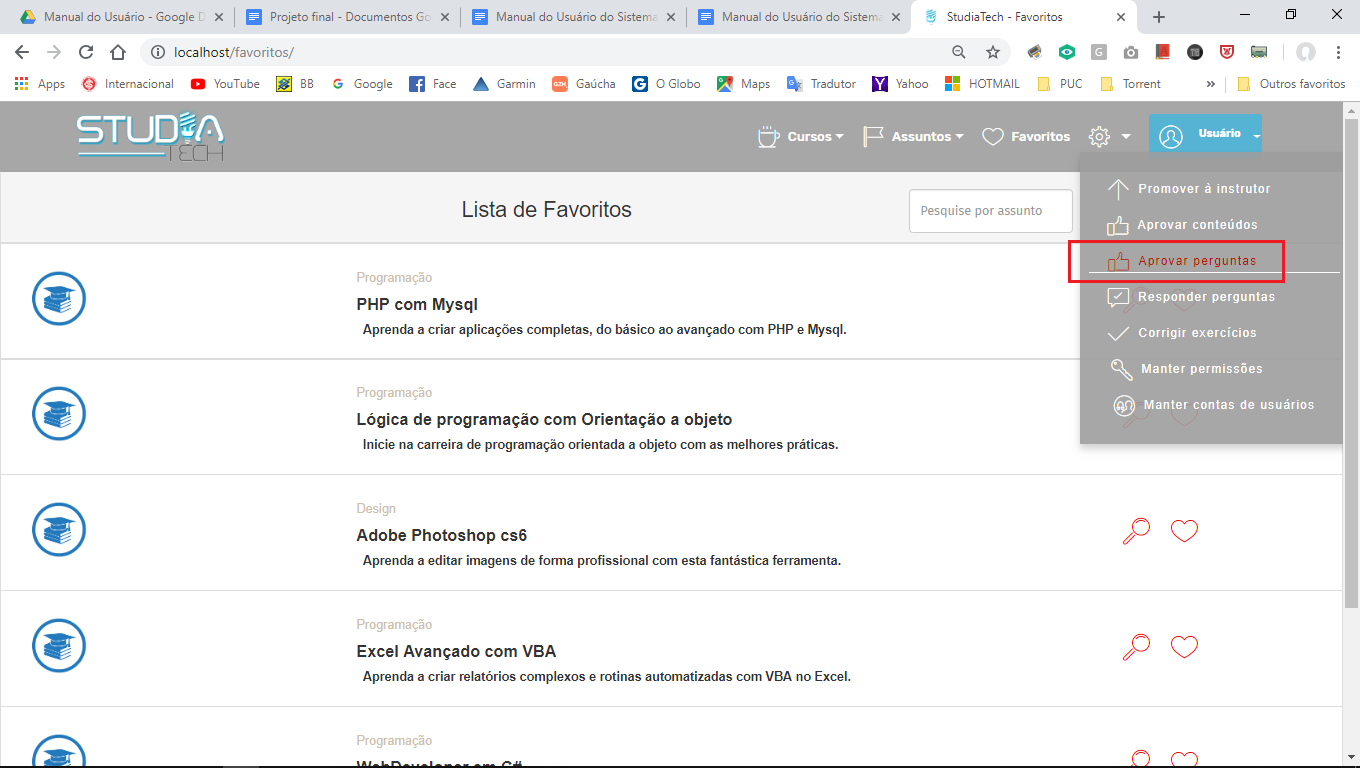 Manual do Usuário - Google D
Projeto final - Documentos Go
Manual do Usuário do Sistema
Manual do Usuário do Sistema
StudiaTech - Favoritos
localhost/favoritos/
Apps
Internacional
YouTube
BB
Google
Face
Garmin
Gaúcha
O Globo
Maps
Tradutor
Yahoo
HOTMAIL
PUC
Torrent
»
Outros favoritos
STUDIA
TECH
Cursos
Assuntos
Favoritos
Usuário
Lista de Favoritos
Pesquise por assunto
Promover à instrutor
Aprovar conteúdos
Aprovar perguntas
Responder perguntas
Corrigir exercícios
Manter permissões
Manter contas de usuários
Programação
PHP com Mysql
Aprenda a criar aplicações completas, do básico ao avançado com PHP e Mysql.
Programação
Lógica de programação com Orientação a objeto
Inicie na carreira de programação orientada a objeto com as melhores práticas.
Design
Adobe Photoshop cs6
Aprenda a editar imagens de forma profissional com esta fantástica ferramenta.
Programação
Excel Avançado com VBA
Aprenda a criar relatórios complexos e rotinas automatizadas com VBA no Excel.
Programação
WebDeveloper em C#